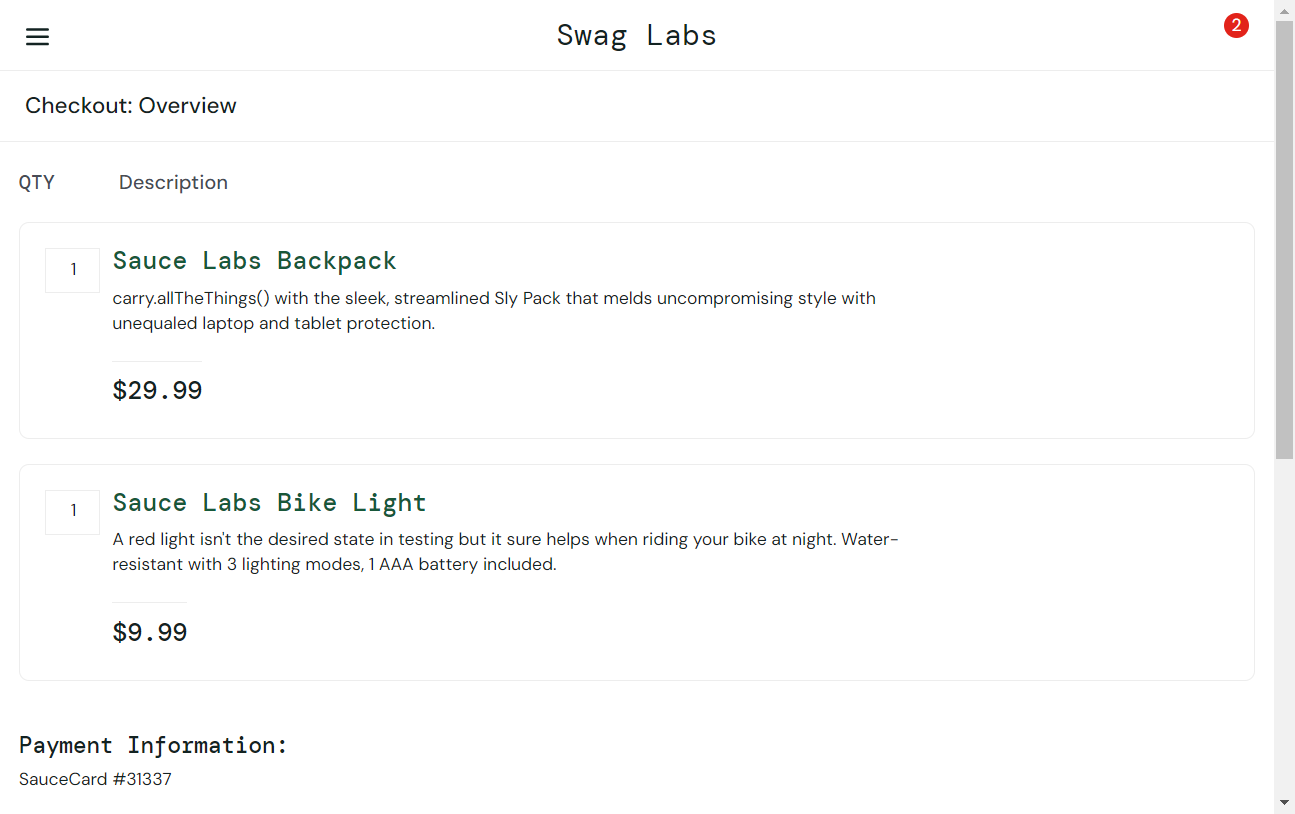 Swag Labs
2
Checkout: Overview
QTY Description
1
Sauce Labs Backpack
carry.allTheThings() with the sleek, streamlined Sly Pack that melds uncompromising style with
unequaled laptop and tablet protection.
$29.99
1
Sauce Labs Bike Light
A red light isn't the desired state in testing but it sure helps when riding your bike at night. Water-
resistant with 3 lighting modes, 1 AAA battery included.
$9.99
Payment Information:
SauceCard #31337